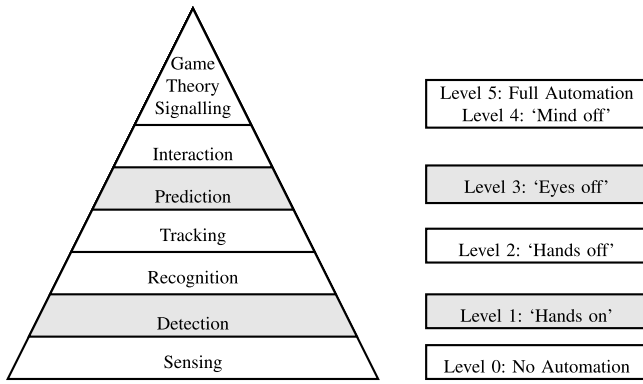 Game
Theory
Signalling
Interaction
Prediction
Tracking
Recognition
Detection
Sensing
Level 5: Full Automation
Level 4: ‘Mind off’
Level 3: ‘Eyes off’
Level 2: ‘Hands off’
Level 1: ‘Hands on’
Level 0: No Automation